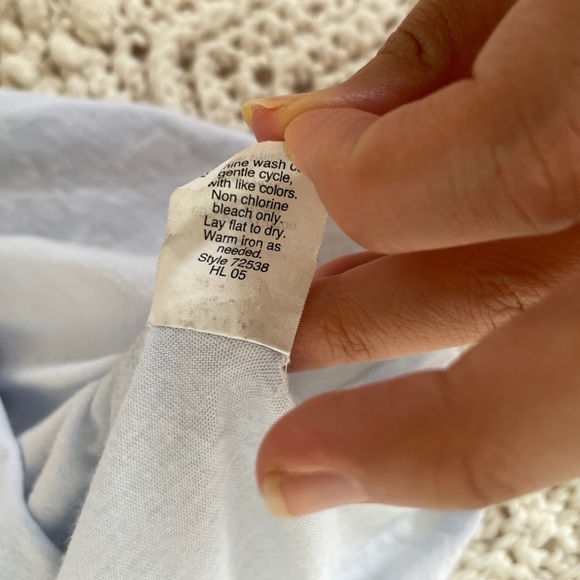 wash
gentle cycle,
with like colors.
Non chlorine
bleach only.
Lay flat to dry.
Warm iron as
needed.
Style 72538
HL 05